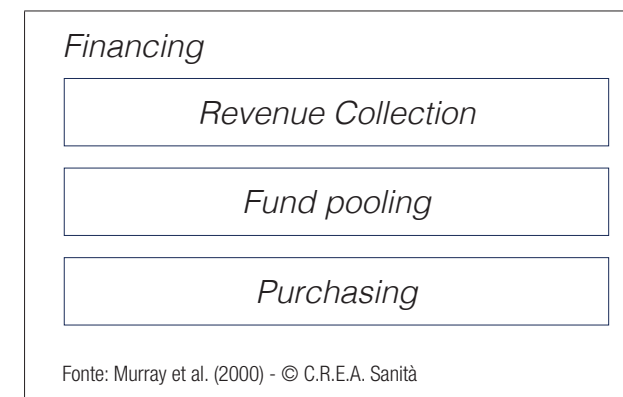 Financing
Revenue Collection
Fund pooling
Purchasing
Fonte: Murray et al. (2000) - © C.R.E.A. Sanità